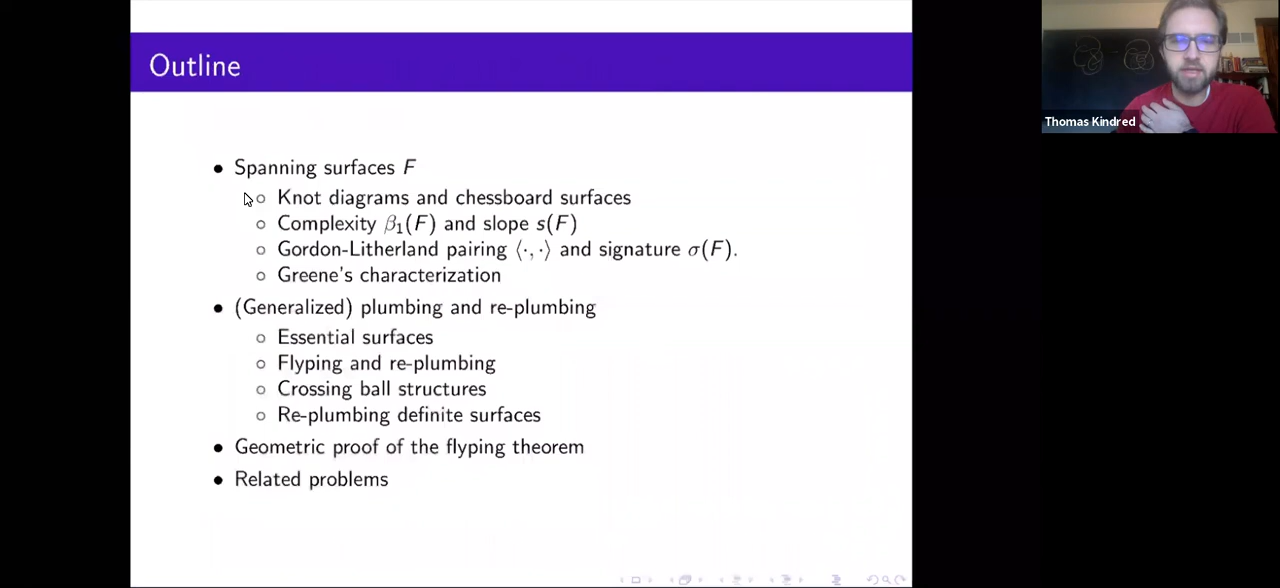 Outline
• Spanning surfaces F
○ Knot diagrams and chessboard surfaces
○ Complexity β₁(F) and slope s(F)
○ Gordon-Litherland pairing ⟨·, ·⟩ and signature σ(F).
○ Greene's characterization
• (Generalized) plumbing and re-plumbing
○ Essential surfaces
○ Flyping and re-plumbing
○ Crossing ball structures
○ Re-plumbing definite surfaces
• Geometric proof of the flyping theorem
• Related problems
Thomas Kindred